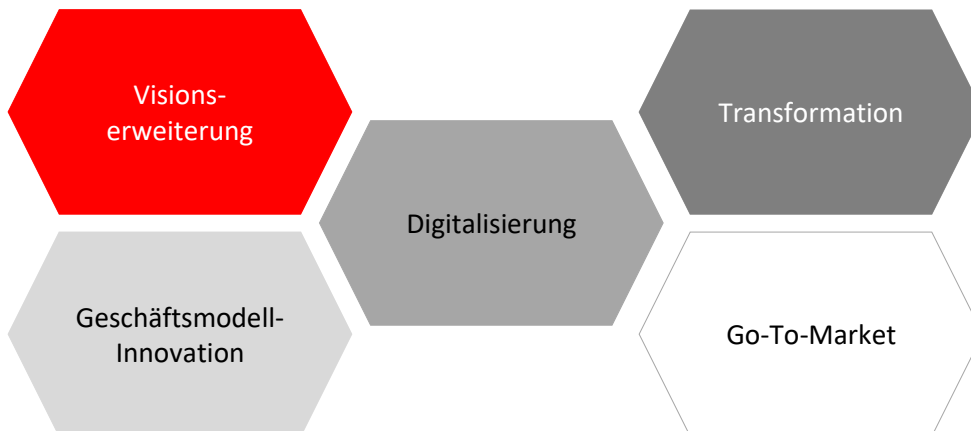 Visions-
erweiterung
Transformation
Digitalisierung
Geschäftsmodell-
Innovation
Go-To-Market